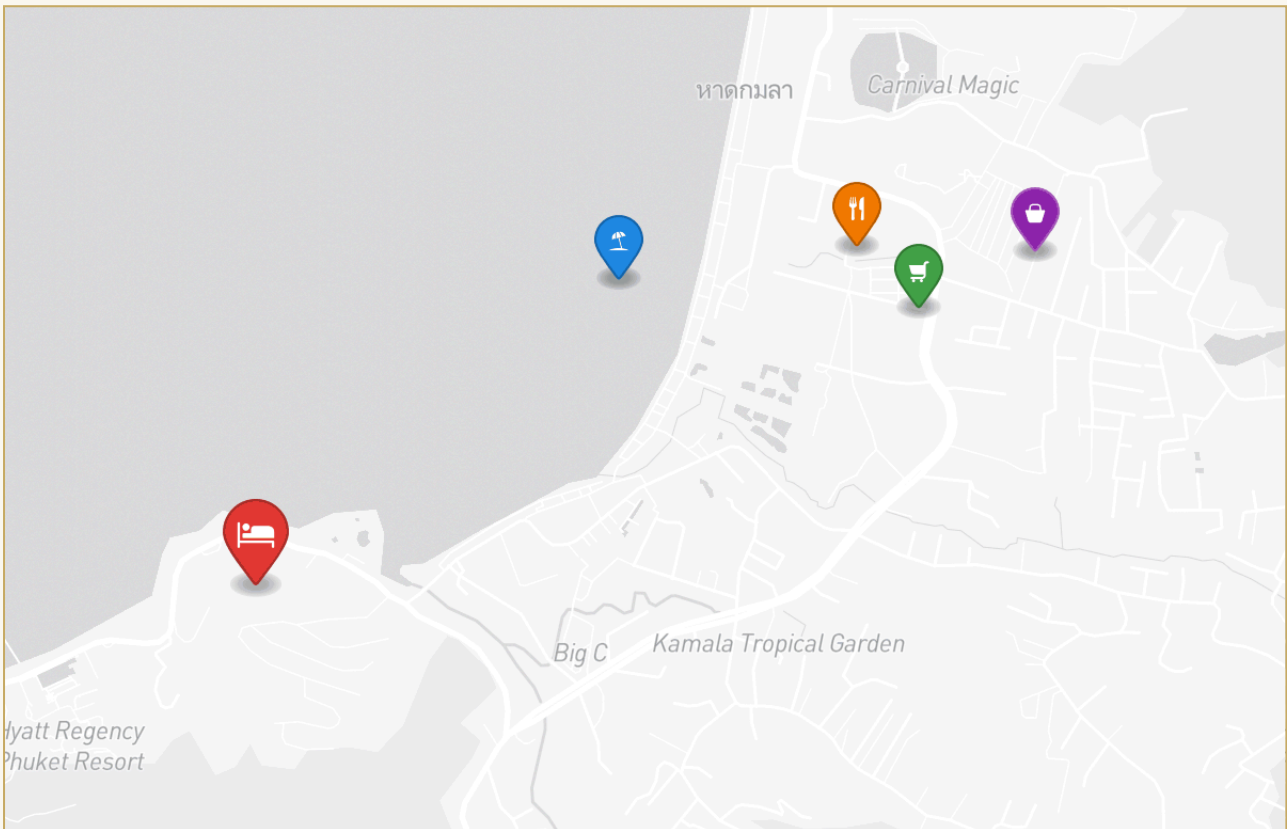 หาดกมลา
Carnival Magic
Big C
Kamala Tropical Garden
Hyatt Regency
Phuket Resort